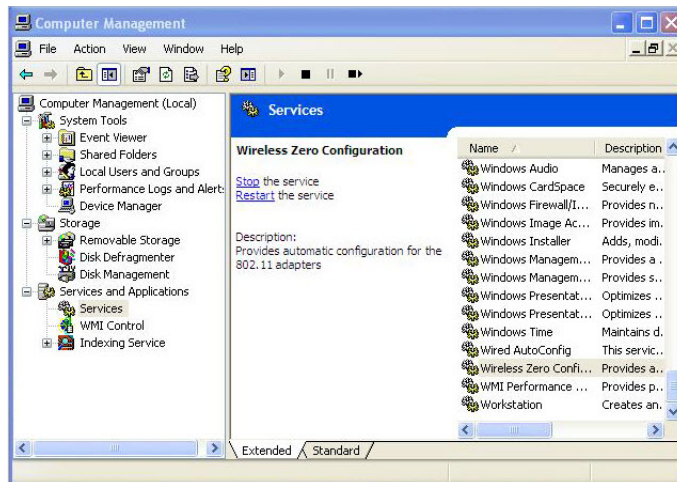 Computer Management
File Action View Window Help
Computer Management (Local)
System Tools
Event Viewer
Shared Folders
Local Users and Groups
Performance Logs and Alert:
Device Manager
Storage
Removable Storage
Disk Defragmenter
Disk Management
Services and Applications
Services
WMI Control
Indexing Service
Services
Wireless Zero Configuration
Stop the service
Restart the service
Description:
Provides automatic configuration for the
802.11 adapters
Name Description
Windows Audio Manages a...
Windows CardSpace Securely e...
Windows Firewall/I... Provides n...
Windows Image Ac... Provides im...
Windows Installer Adds, modi...
Windows Managem... Provides a ...
Windows Managem... Provides s...
Windows Presentat... Optimizes ...
Windows Presentat... Optimizes ...
Windows Time Maintains d...
Wired AutoConfig This servic...
Wireless Zero Confi... Provides a...
WMI Performance ... Provides p...
Workstation Creates an...
Extended Standard